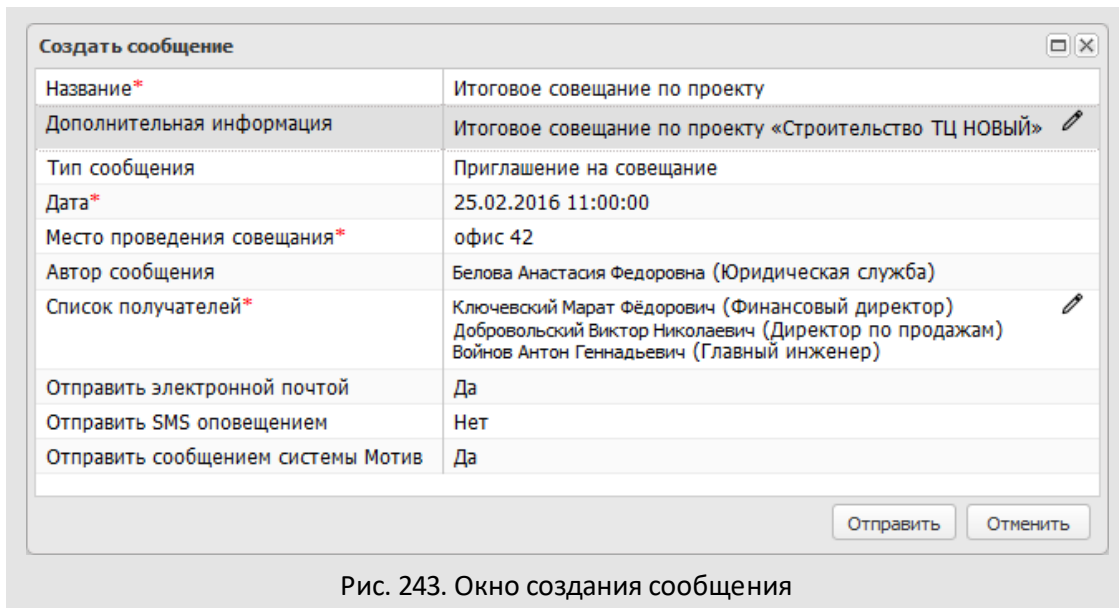 Создать сообщение
Название* Итоговое совещание по проекту
Дополнительная информация Итоговое совещание по проекту «Строительство ТЦ НОВЫЙ»
Тип сообщения Приглашение на совещание
Дата* 25.02.2016 11:00:00
Место проведения совещания* офис 42
Автор сообщения Белова Анастасия Федоровна (Юридическая служба)
Список получателей* Ключевский Марат Фёдорович (Финансовый директор)
Добровольский Виктор Николаевич (Директор по продажам)
Войнов Антон Геннадьевич (Главный инженер)
Отправить электронной почтой Да
Отправить SMS оповещением Нет
Отправить сообщением системы Мотив Да
Отправить Отменить
Рис. 243. Окно создания сообщения